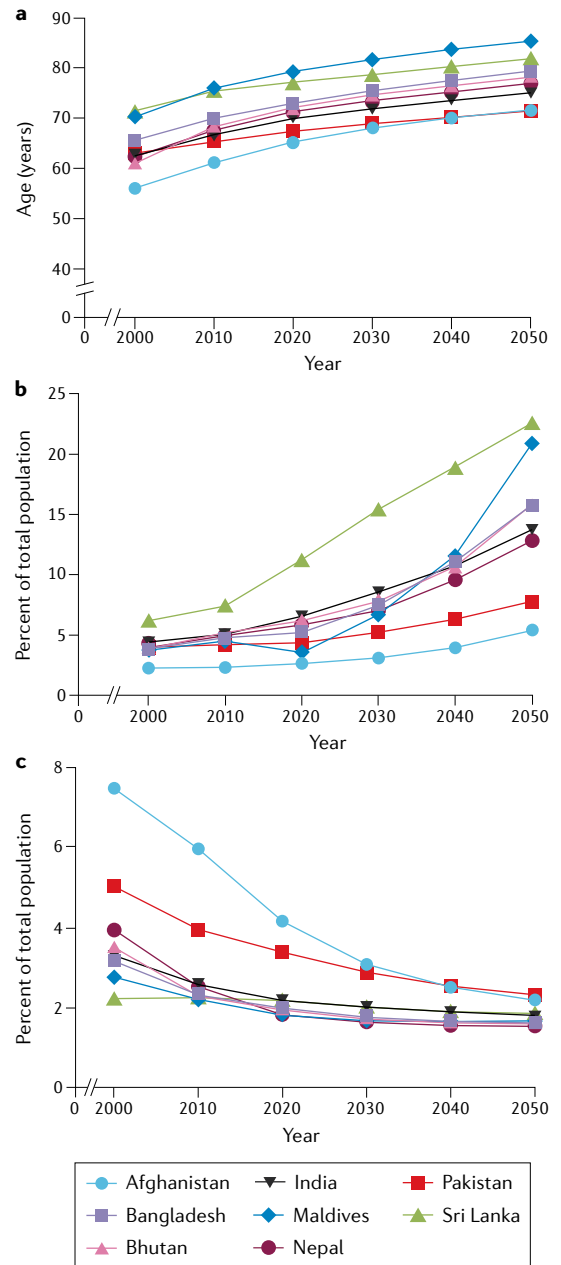 a
90
80
70
60
50
40
0
Age (years)
0 2000 2010 2020 2030 2040 2050
Year
b
25
20
15
10
5
0
Percent of total population
0 2000 2010 2020 2030 2040 2050
Year
c
8
6
4
2
0
Percent of total population
0 2000 2010 2020 2030 2040 2050
Year
Afghanistan India Pakistan
Bangladesh Maldives Sri Lanka
Bhutan Nepal